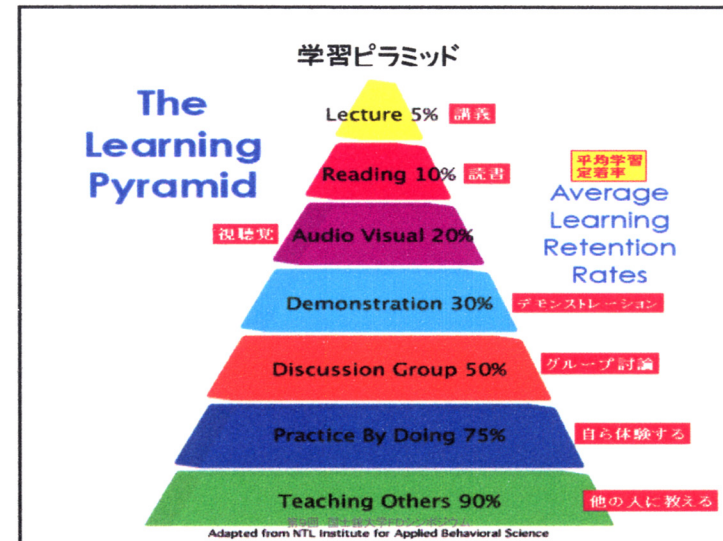 学習ピラミッド
The
Learning
Pyramid
Lecture 5% 講義
Reading 10% 読書
平均学習
定着率
Average
Learning
Retention
Rates
視聴覚 Audio Visual 20%
Demonstration 30% デモンストレーション
Discussion Group 50% グループ討論
Practice By Doing 75% 自ら体験する
Teaching Others 90% 他の人に教える
Adapted from NTL Institute for Applied Behavioral Science